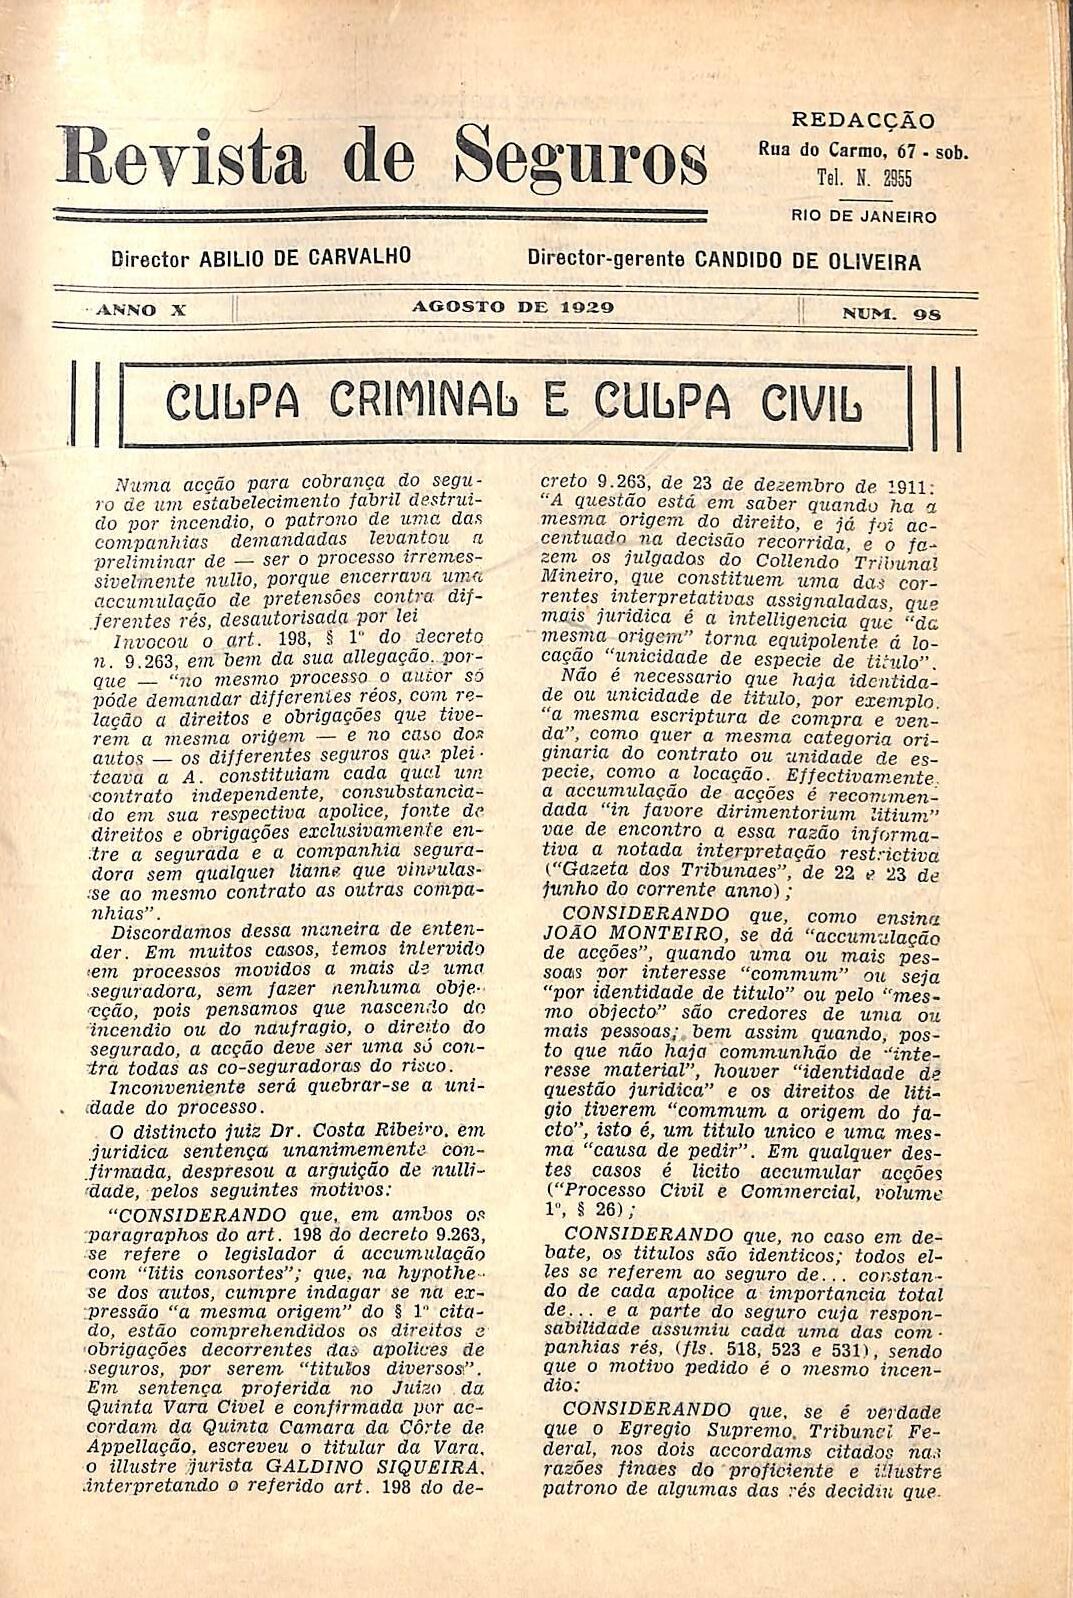 Revista de Seguros
REDACÇÃO
Rua do Carmo, 67 - sob.
Tel. N. 2955
RIO DE JANEIRO
Director ABILIO DE CARVALHO
Director-gerente CANDIDO DE OLIVEIRA
ANNO X
AGOSTO DE 1929
NUM. 98
CULPA CRIMINAL E CULPA CIVIL
Numa acção para cobrança do segu-
ro de um estabelecimento fabril destrui-
do por incendio, o patrono de uma das
companhias demandadas levantou a
preliminar de — ser o processo irremes-
sivelmente nullo, porque encerrava uma
accumulação de pretensões contra dif-
ferentes rés, desautorisada por lei
Invocou o art. 198, § 1º do decreto
n. 9.263, em bem da sua allegação, por-
que — "no mesmo processo o autor só
póde demandar differentes réos, com re-
lação a direitos e obrigações que tive-
rem a mesma origem — e no caso dos
autos — os differentes seguros que plei-
teava a A. constituiam cada qual um
contrato independente, consubstancia-
do em sua respectiva apolice, fonte de
direitos e obrigações exclusivamente en-
tre a segurada e a companhia segura-
dora sem qualquer liame que vinvulas-
se ao mesmo contrato as outras compa-
nhias".
Discordamos dessa maneira de enten-
der. Em muitos casos, temos intervido
em processos movidos a mais de uma
seguradora, sem fazer nenhuma obje-
cção, pois pensamos que nascendo do
incendio ou do naufragio, o direito do
segurado, a acção deve ser uma só con-
tra todas as co-seguradoras do risco.
Inconveniente será quebrar-se a uni-
dade do processo.
O distincto juiz Dr. Costa Ribeiro, em
juridica sentença unanimemente con-
firmada, despresou a arguição de nulli-
dade, pelos seguintes motivos:
"CONSIDERANDO que, em ambos os
paragraphos do art. 198 do decreto 9.263,
se refere o legislador á accumulação
com "litis consortes"; que, na hypothe-
se dos autos, cumpre indagar se na ex-
pressão "a mesma origem" do § 1º cita-
do, estão comprehendidos os direitos e
obrigações decorrentes das apolices de
seguros, por serem "titulos diversos".
Em sentença proferida no Juizo da
Quinta Vara Civel e confirmada por ac-
cordam da Quinta Camara da Côrte de
Appellação, escreveu o titular da Vara,
o illustre jurista GALDINO SIQUEIRA,
interpretando o referido art. 198 do de-
creto 9.263, de 23 de dezembro de 1911:
"A questão está em saber quando ha a
mesma origem do direito, e já foi ac-
centuado na decisão recorrida, e o fa-
zem os julgados do Collendo Tribunal
Mineiro, que constituem uma das cor-
rentes interpretativas assignaladas, que
mais juridica é a intelligencia que "da
mesma origem" torna equipolente á lo-
cação "unicidade de especie de titulo".
Não é necessario que haja identida-
de ou unicidade de titulo, por exemplo,
"a mesma escriptura de compra e ven-
da", como quer a mesma categoria ori-
ginaria do contrato ou unidade de es-
pecie, como a locação. Effectivamente,
a accumulação de acções é recommen-
dada "in favore dirimentorium litium"
vae de encontro a essa razão informa-
tiva a notada interpretação restrictiva
("Gazeta dos Tribunaes", de 22 e 23 de
junho do corrente anno);
CONSIDERANDO que, como ensina
JOÃO MONTEIRO, se dá "accumulação
de acções", quando uma ou mais pes-
soas por interesse "commum" ou seja
"por identidade de titulo" ou pelo "mes-
mo objecto" são credores de uma ou
mais pessoas; bem assim quando, pos-
to que não haja communhão de "inte-
resse material", houver "identidade de
questão juridica" e os direitos de liti-
gio tiverem "commum a origem do fa-
cto", isto é, um titulo unico e uma mes-
ma "causa de pedir". Em qualquer des-
tes casos é licito accumular acções
("Processo Civil e Commercial, volume
1º, § 26);
CONSIDERANDO que, no caso em de-
bate, os titulos são identicos; todos el-
les se referem ao seguro de... constan-
do de cada apolice a importancia total
de... e a parte do seguro cuja respon-
sabilidade assumiu cada uma das com-
panhias rés, (fls. 518, 523 e 531), sendo
que o motivo pedido é o mesmo incen-
dio;
CONSIDERANDO que, se é verdade
que o Egregio Supremo, Tribunal Fe-
deral, nos dois accordams citados nas
razões finaes do proficiente e illustre
patrono de algumas das rés decidiu que